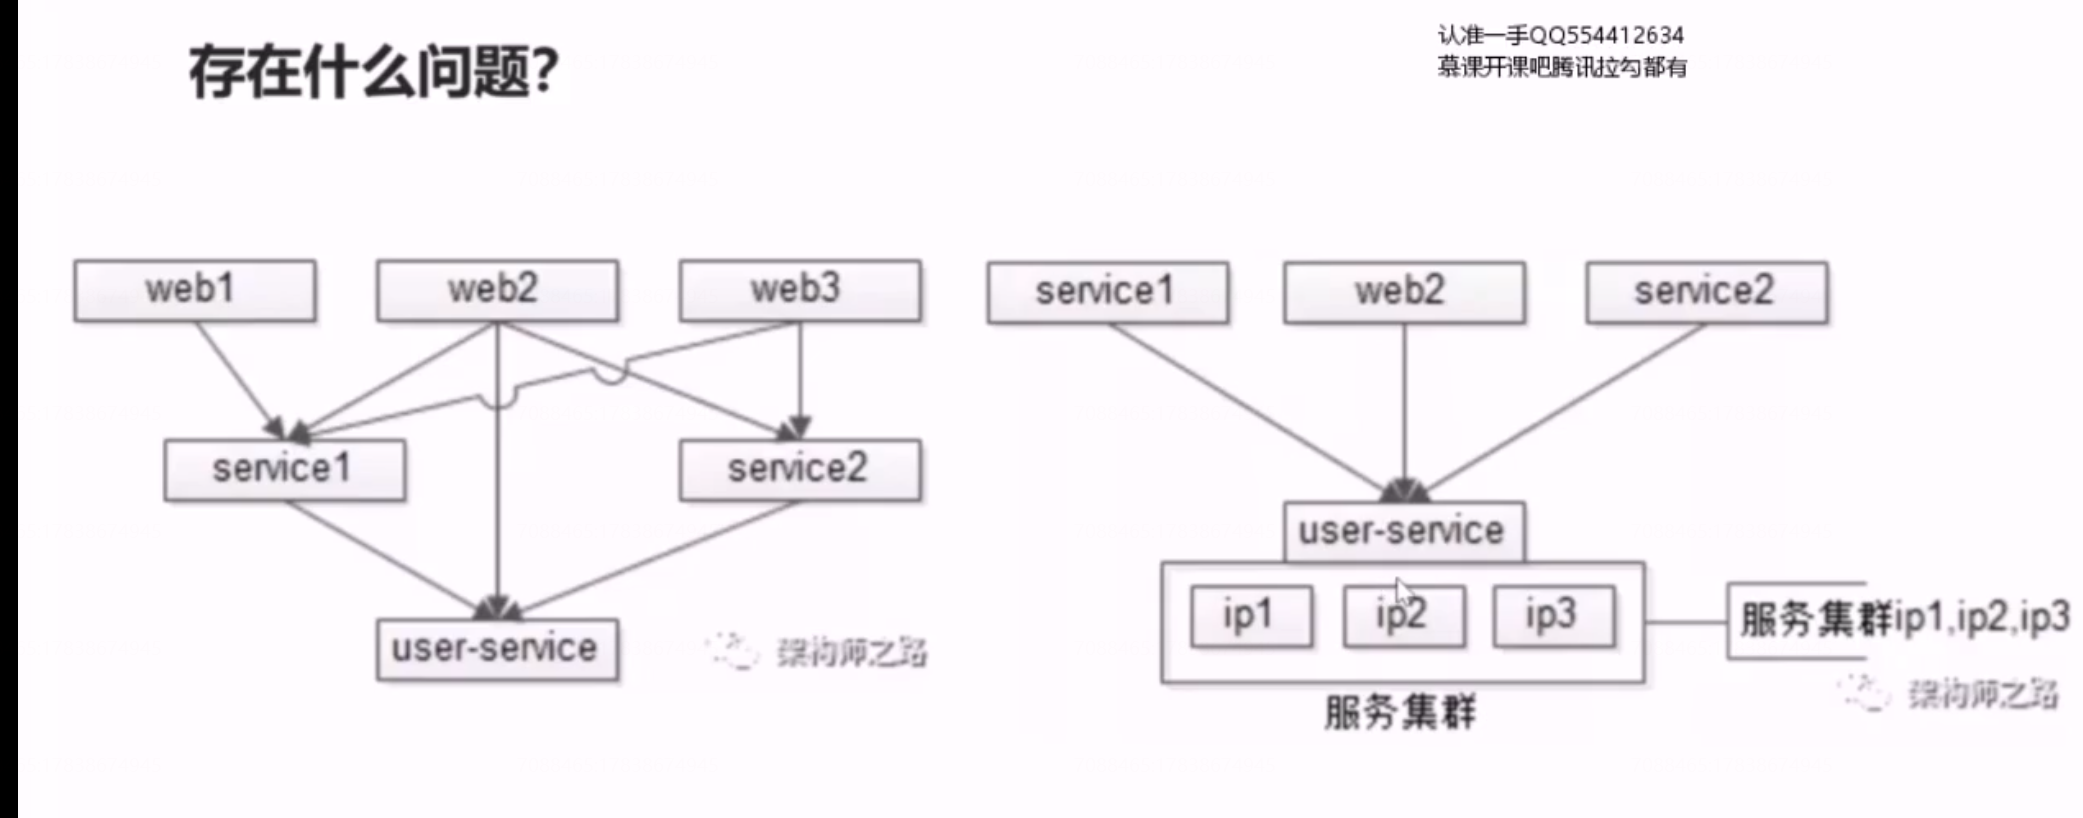 存在什么问题?
认准一手QQ554412634
慕课开课吧腾讯拉勾都有
web1
web2
web3
service1
service2
user-service
架构师之路
service1
web2
service2
user-service
ip1
ip2
ip3
服务集群ip1,ip2,ip3
服务集群
架构师之路